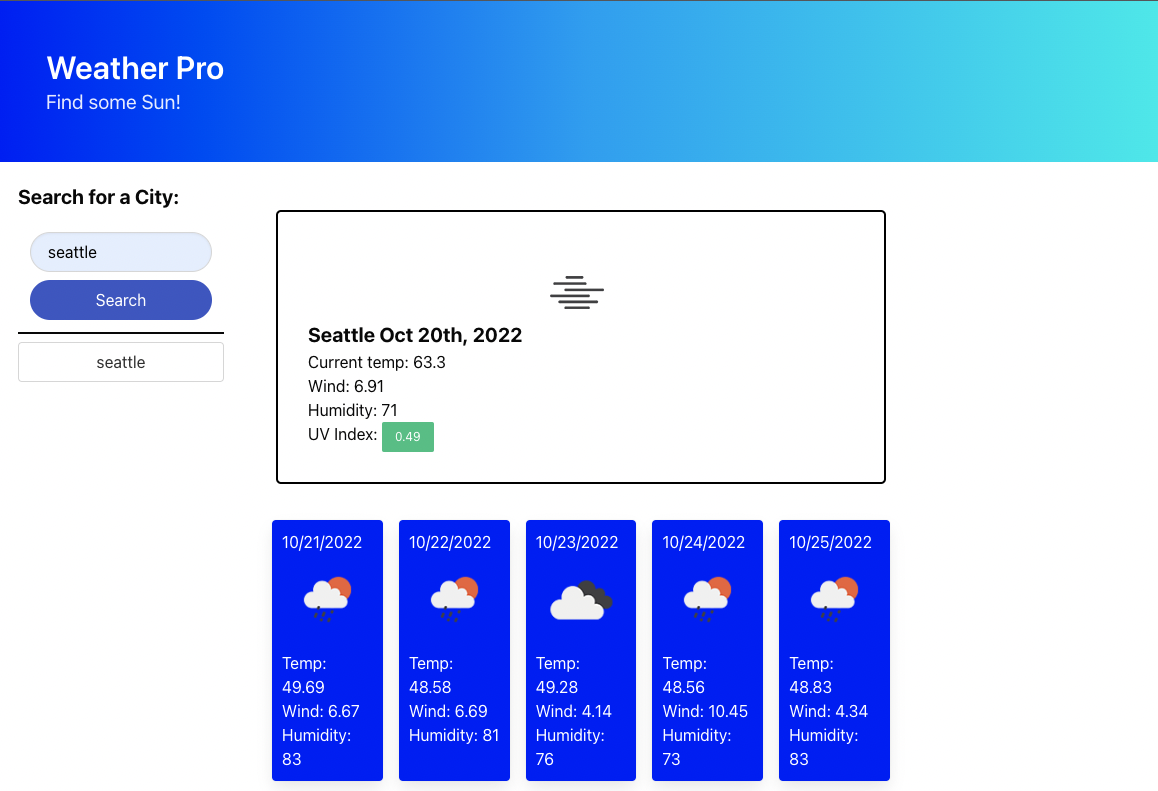 Weather Pro
Find some Sun!
Search for a City:
seattle
Search
seattle
Seattle Oct 20th, 2022
Current temp: 63.3
Wind: 6.91
Humidity: 71
UV Index: 0.49
10/21/2022
Temp:
49.69
Wind: 6.67
Humidity:
83
10/22/2022
Temp:
48.58
Wind: 6.69
Humidity: 81
10/23/2022
Temp:
49.28
Wind: 4.14
Humidity:
76
10/24/2022
Temp:
48.56
Wind: 10.45
Humidity:
73
10/25/2022
Temp:
48.83
Wind: 4.34
Humidity:
83